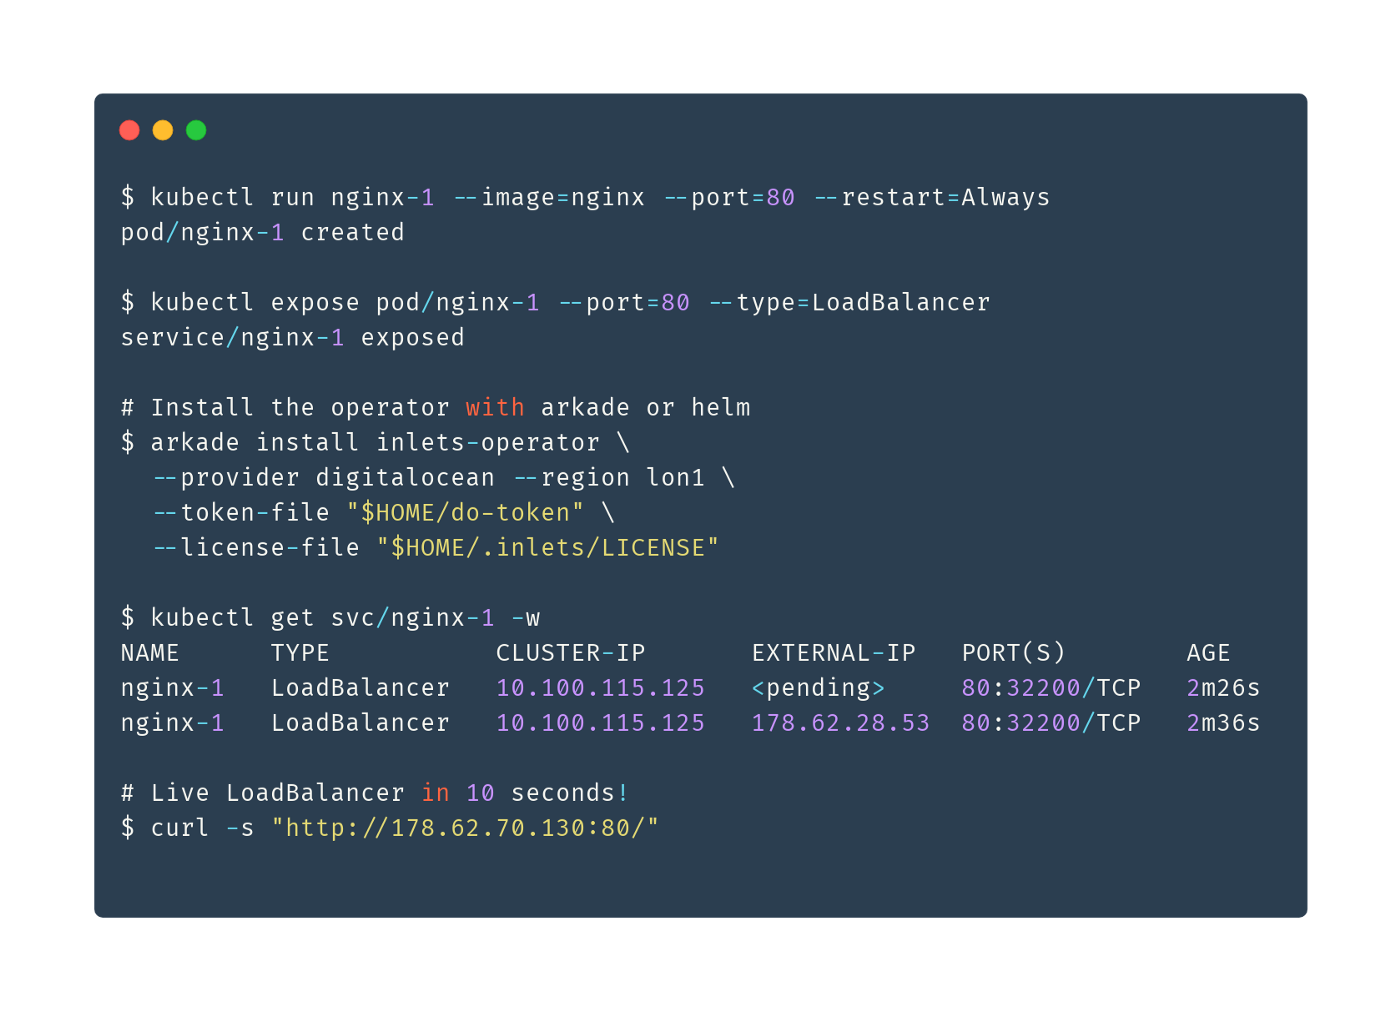 $ kubectl run nginx-1 --image=nginx --port=80 --restart=Always
pod/nginx-1 created
$ kubectl expose pod/nginx-1 --port=80 --type=LoadBalancer
service/nginx-1 exposed
# Install the operator with arkade or helm
$ arkade install inlets-operator \
--provider digitalocean --region lon1 \
--token-file "$HOME/do-token" \
--license-file "$HOME/.inlets/LICENSE"
$ kubectl get svc/nginx-1 -w
NAME TYPE CLUSTER-IP EXTERNAL-IP PORT(S) AGE
nginx-1 LoadBalancer 10.100.115.125 <pending> 80:32200/TCP 2m26s
nginx-1 LoadBalancer 10.100.115.125 178.62.28.53 80:32200/TCP 2m36s
# Live LoadBalancer in 10 seconds!
$ curl -s "http://178.62.70.130:80/"